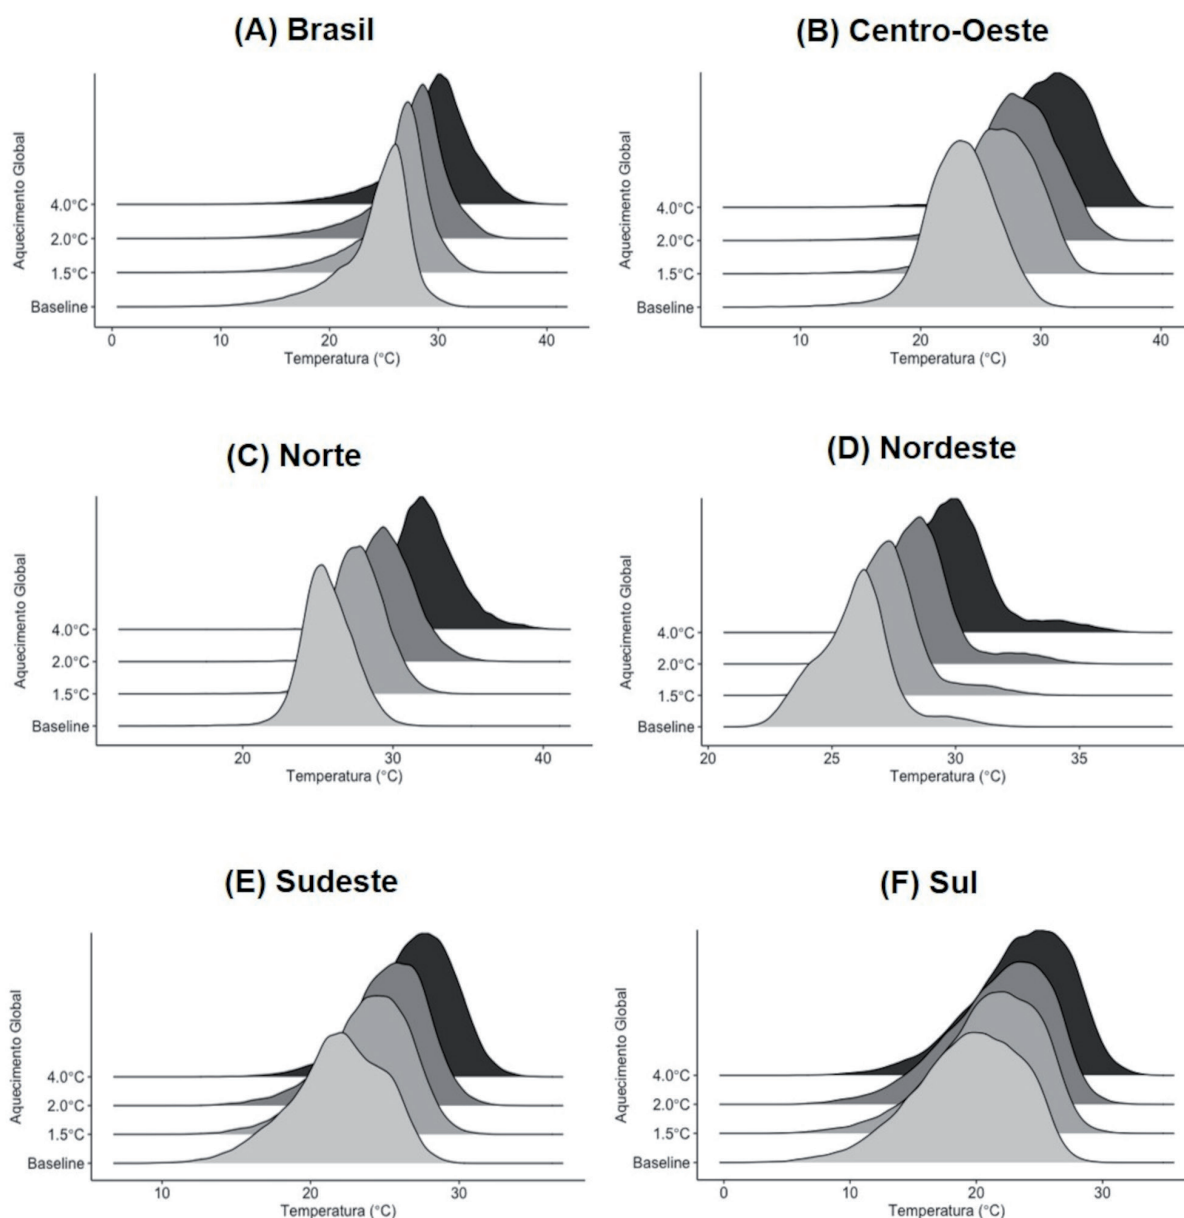 (A) Brasil
Aquecimento Global
4.0°C
2.0°C
1.5°C
Baseline
0 10 20 30 40
Temperatura (°C)
(B) Centro-Oeste
Aquecimento Global
4.0°C
2.0°C
1.5°C
Baseline
10 20 30 40
Temperatura (°C)
(C) Norte
Aquecimento Global
4.0°C
2.0°C
1.5°C
Baseline
20 30 40
Temperatura (°C)
(D) Nordeste
Aquecimento Global
4.0°C
2.0°C
1.5°C
Baseline
20 25 30 35
Temperatura (°C)
(E) Sudeste
Aquecimento Global
4.0°C
2.0°C
1.5°C
Baseline
10 20 30
Temperatura (°C)
(F) Sul
Aquecimento Global
4.0°C
2.0°C
1.5°C
Baseline
0 10 20 30
Temperatura (°C)